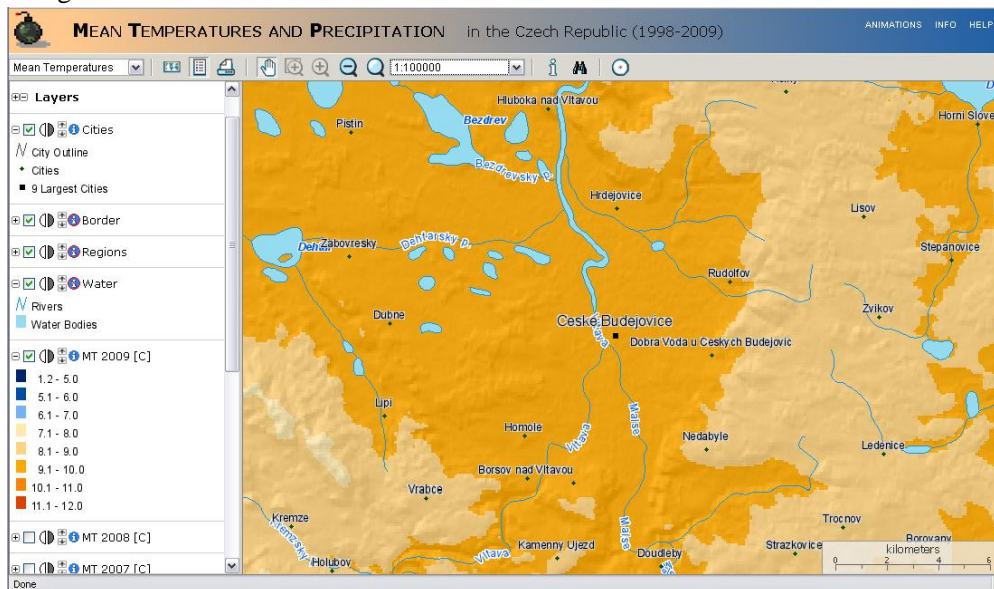 MEAN TEMPERATURES AND PRECIPITATION in the Czech Republic (1998-2009)
ANIMATIONS INFO HELP
Mean Temperatures
1:100000
Layers
Cities
City Outline
Cities
9 Largest Cities
Border
Regions
Water
Rivers
Water Bodies
MT 2009 [C]
1.2 - 5.0
5.1 - 6.0
6.1 - 7.0
7.1 - 8.0
8.1 - 9.0
9.1 - 10.0
10.1 - 11.0
11.1 - 12.0
MT 2008 [C]
MT 2007 [C]
Done
Hluboka nad Vltavou
Pistin
Bezdrev
Horni Slove
Bezdrevsky p.
Hrdejovice
Lisov
Zabovresky
Dehtarsky p.
Stepanovice
Rudolfov
Dubne
Zvikov
Ceske Budejovice
Vltava
Dobra Voda u Ceskych Budejovic
Lipi
Homole
Vltava
Malse
Nedabyle
Ledenice
Borsov nad Vltavou
Vrabce
Kremze
Kremzsky
Malse
Trocnov
Holubov
Vltava
Kamenny Ujezd
Doudleby
Strazkovice
Borovany
kilometers
0 2 4 6